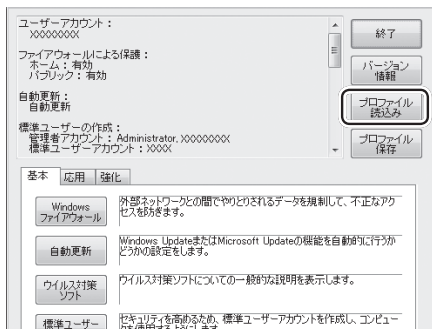 ユーザーアカウント：
XXXXXXXX
ファイアウォールによる保護：
ホーム：有効
パブリック：有効
自動更新：
自動更新
標準ユーザーの作成：
管理者アカウント：Administrator, XXXXXXXX
標準ユーザーアカウント：XXXX
終了
バージョン
情報
プロファイル
読込み
プロファイル
保存
基本
応用
強化
Windows
ファイアウォール
外部ネットワークとの間でやりとりされるデータを規制して、不正なアク
セスを防ぎます。
自動更新
Windows UpdateまたはMicrosoft Updateの機能を自動的に行うか
どうかの設定をします。
ウイルス対策
ソフト
ウイルス対策ソフトについての一般的な説明を表示します。
標準ユーザー
セキュリティを高めるため、標準ユーザーアカウントを作成し、コンピュー
タを使用するようにします。